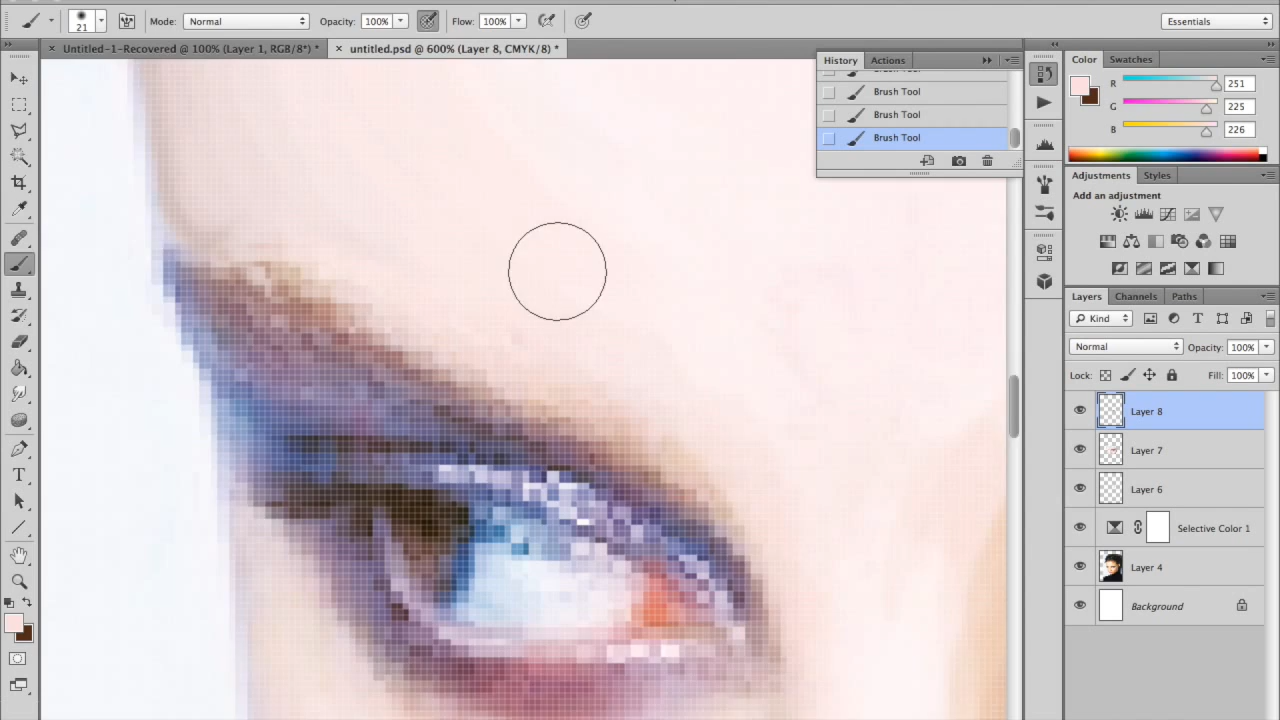 21 Mode: Normal Opacity: 100% Flow: 100% Essentials
Untitled-1-Recovered @ 100% (Layer 1, RGB/8*) * untitled.psd @ 600% (Layer 8, CMYK/8) *
History Actions
Brush Tool
Brush Tool
Brush Tool
Brush Tool
Color Swatches
R 251
G 225
B 226
Adjustments Styles
Add an adjustment
Layers Channels Paths
Kind T
Normal Opacity: 100%
Lock: Fill: 100%
Layer 8
Layer 7
Layer 6
Selective Color 1
Layer 4
Background
T